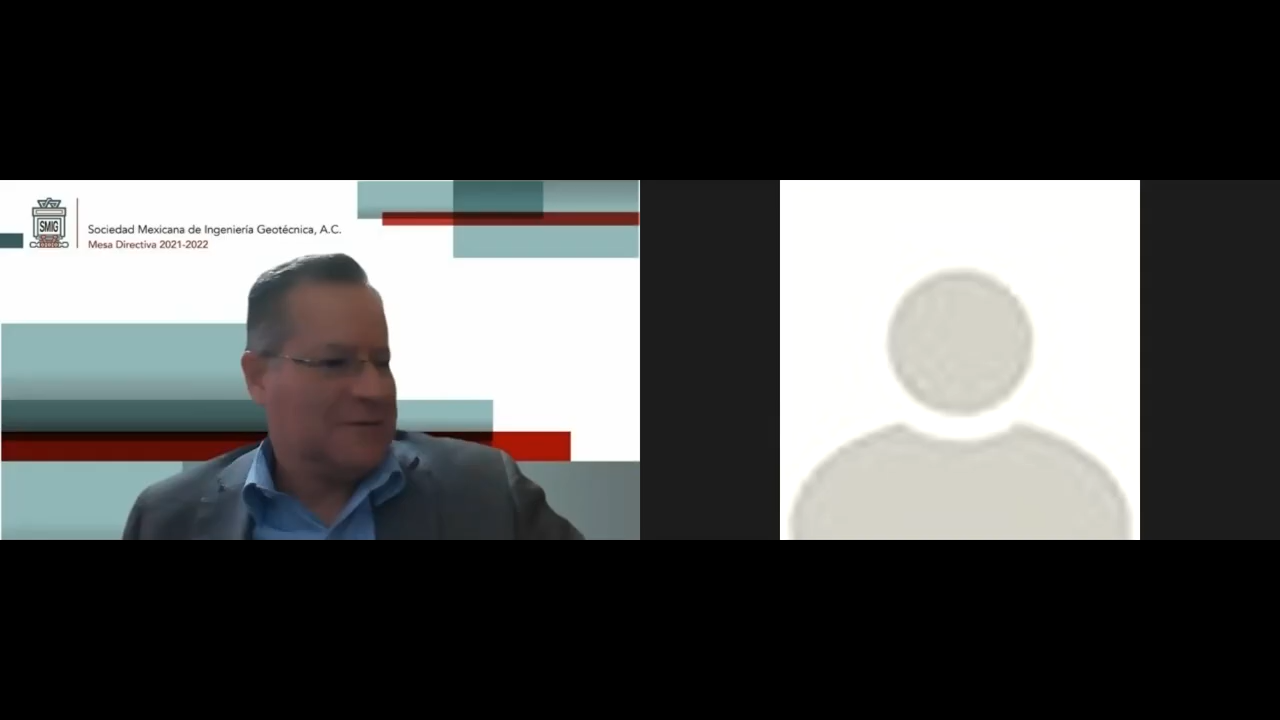 SMIG
Sociedad Mexicana de Ingeniería Geotécnica, A.C.
Mesa Directiva 2021-2022